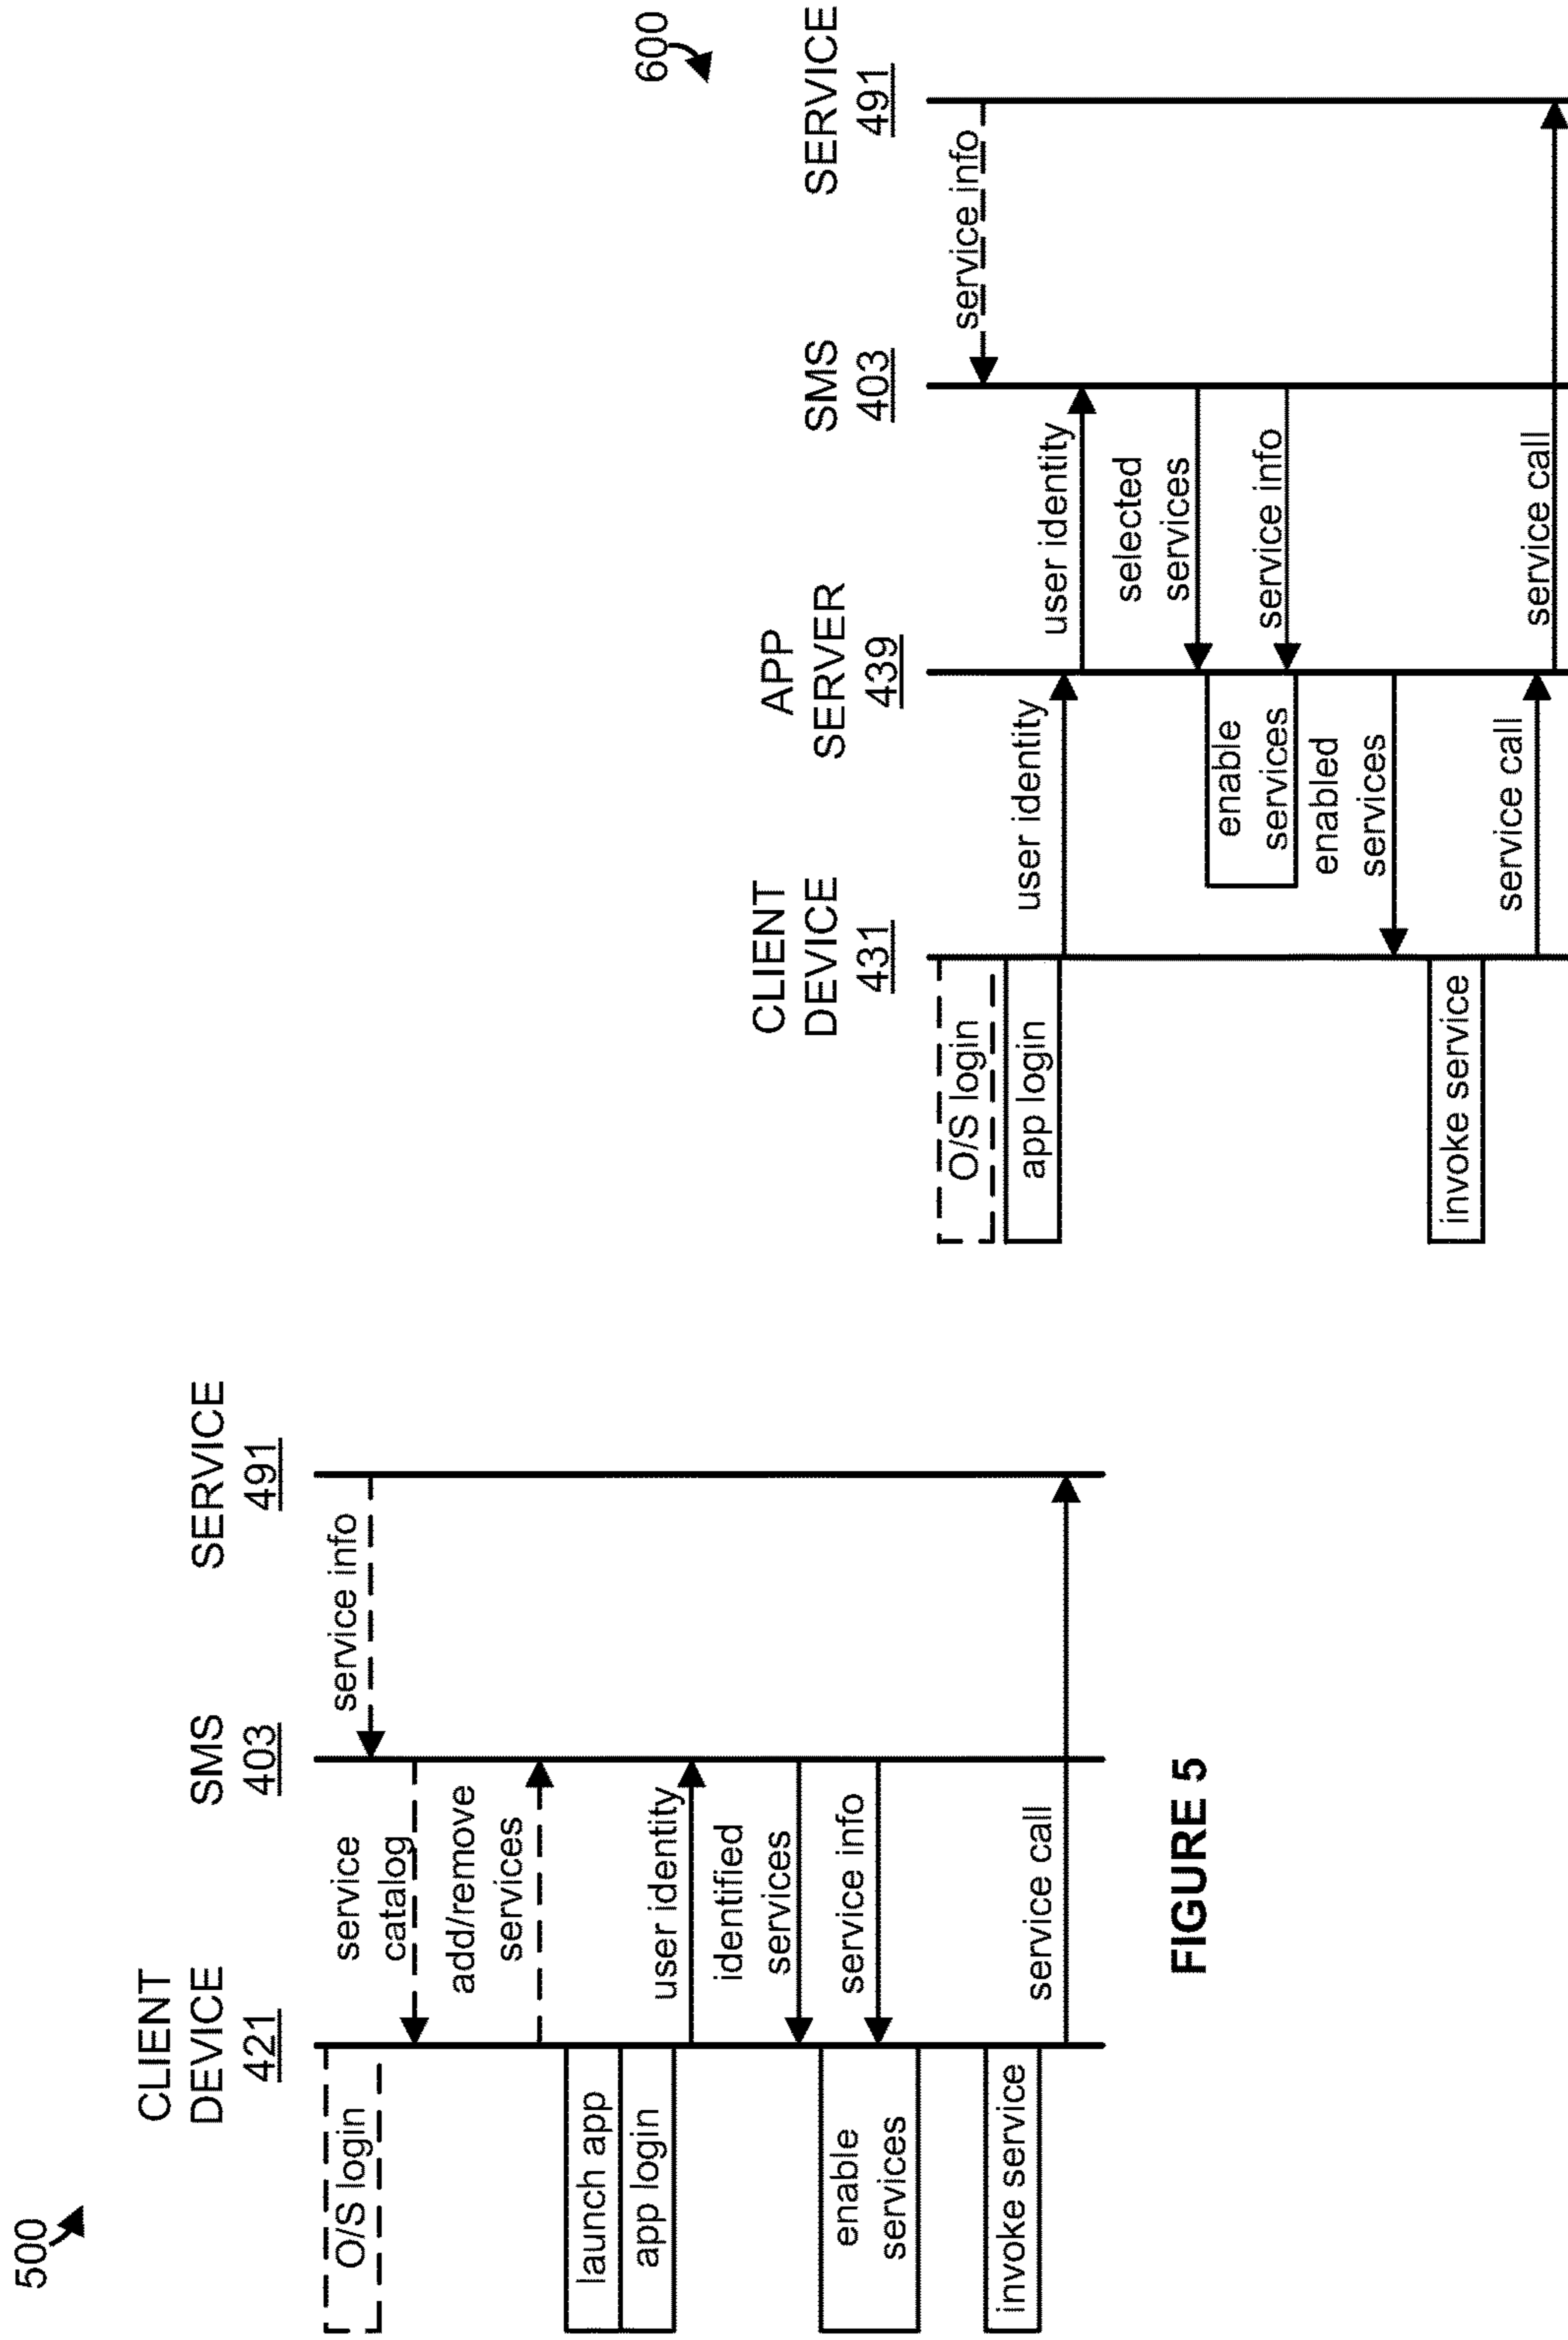 500
CLIENT
DEVICE
421
SMS
403
SERVICE
491
O/S login
service info
service
catalog
add/remove
services
launch app
app login
user identity
identified
services
service info
enable
services
invoke service
service call
FIGURE 5
600
CLIENT
DEVICE
431
APP
SERVER
439
SMS
403
SERVICE
491
O/S login
service info
app login
user identity
user identity
selected
services
enable
services
service info
enabled
services
invoke service
service call
service call